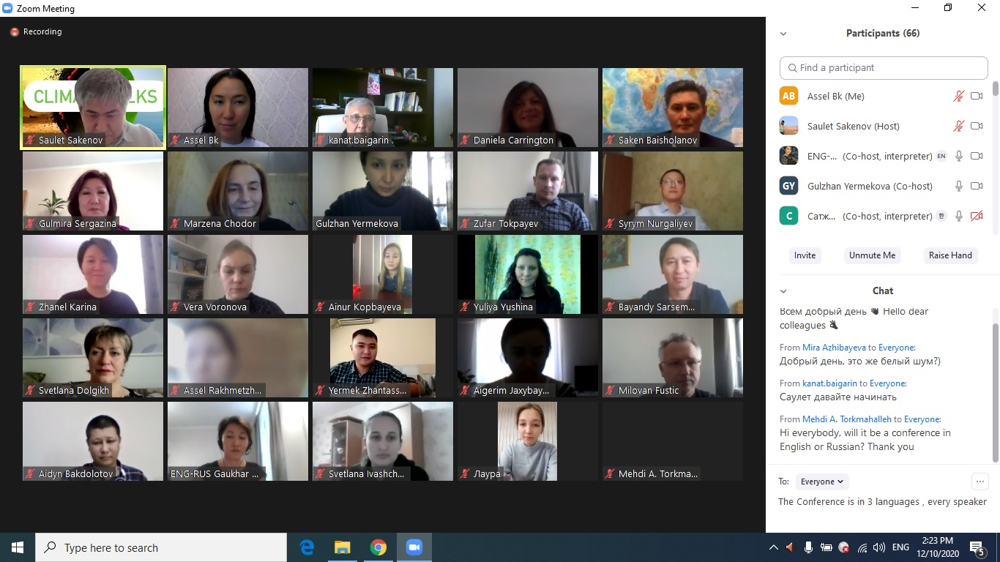 Zoom Meeting
Recording
Participants (66)
Find a participant
AB Assel Bk (Me)
Saulet Sakenov (Host)
ENG-... (Co-host, interpreter) EN
GY Gulzhan Yermekova (Co-host)
C Сатж... (Co-host, interpreter)
Invite Unmute Me Raise Hand
Chat
Всем добрый день 👋 Hello dear
colleagues 👋
From Mira Azhibayeva to Everyone:
Добрый день, это же белый шум?)
From kanat.baigarin to Everyone:
Саулет давайте начинать
From Mehdi A. Torkmahalleh to Everyone:
Hi everybody, will it be a conference in
English or Russian? Thank you
To: Everyone
The Conference is in 3 languages , every speaker
Saulet Sakenov
Assel Bk
kanat.baigarin
Daniela Carrington
Saken Baisholanov
Gulmira Sergazina
Marzena Chodor
Gulzhan Yermekova
Zufar Tokpayev
Syrym Nurgaliyev
Zhanel Karina
Vera Voronova
Ainur Kopbayeva
Yuliya Yushina
Bayandy Sarsem...
Svetlana Dolgikh
Assel Rakhmetzh...
Yermek Zhantass...
Aigerim Jaxybay...
Milovan Fustic
Aidyn Bakdolotov
ENG-RUS Gaukhar ...
Svetlana Ivashch...
Лаура
Mehdi A. Torkma...
Type here to search
ENG
2:23 PM
12/10/2020
5